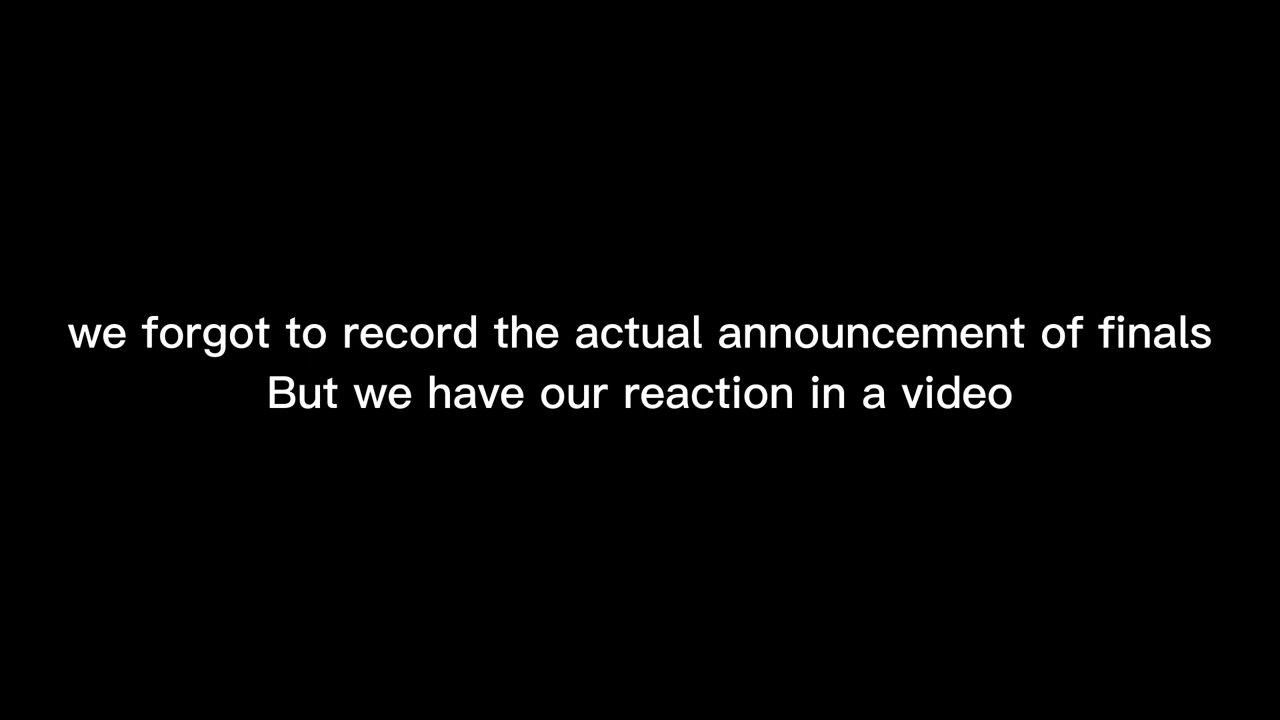 we forgot to record the actual announcement of finals
But we have our reaction in a video